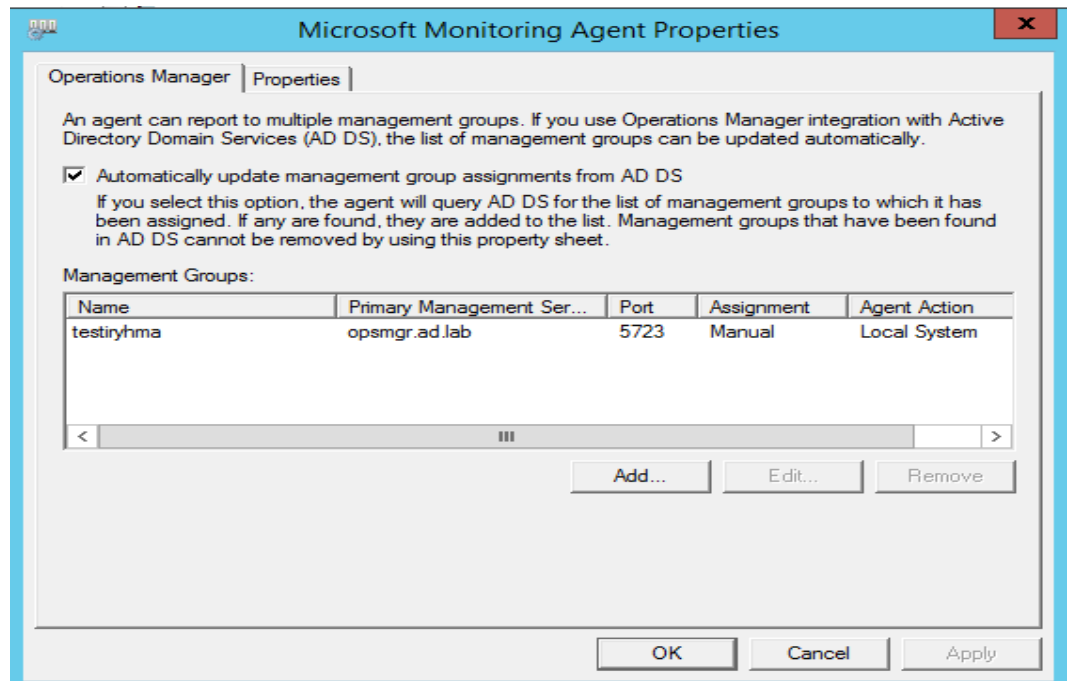 Microsoft Monitoring Agent Properties
x
Operations Manager Properties
An agent can report to multiple management groups. If you use Operations Manager integration with Active
Directory Domain Services (AD DS), the list of management groups can be updated automatically.
Automatically update management group assignments from AD DS
If you select this option, the agent will query AD DS for the list of management groups to which it has
been assigned. If any are found, they are added to the list. Management groups that have been found
in AD DS cannot be removed by using this property sheet.
Management Groups:
Name Primary Management Ser... Port Assignment Agent Action
testiryhma opsmgr.ad.lab 5723 Manual Local System
Add... Edit... Remove
OK Cancel Apply